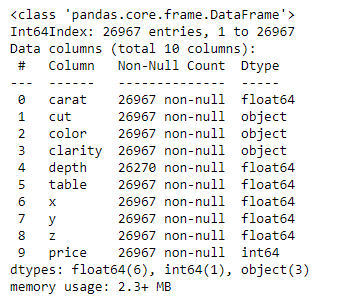 <class 'pandas.core.frame.DataFrame'>
Int64Index: 26967 entries, 1 to 26967
Data columns (total 10 columns):
 #   Column   Non-Null Count  Dtype
---  ------   --------------  -----
 0   carat    26967 non-null  float64
 1   cut      26967 non-null  object
 2   color    26967 non-null  object
 3   clarity  26967 non-null  object
 4   depth    26270 non-null  float64
 5   table    26967 non-null  float64
 6   x        26967 non-null  float64
 7   y        26967 non-null  float64
 8   z        26967 non-null  float64
 9   price    26967 non-null  int64
dtypes: float64(6), int64(1), object(3)
memory usage: 2.3+ MB